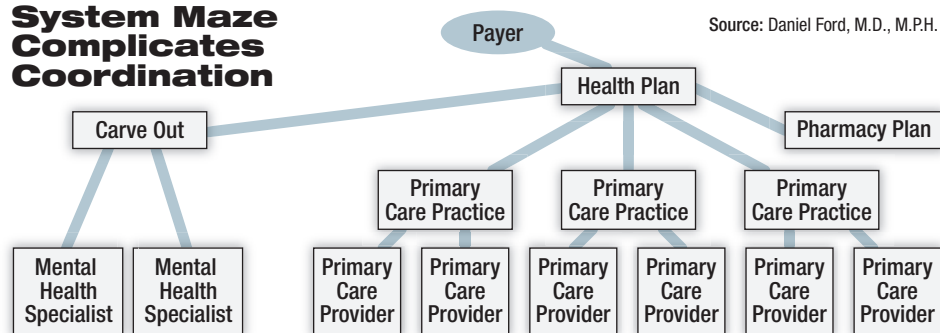 System Maze
Complicates
Coordination
Payer
Source: Daniel Ford, M.D., M.P.H.
Health Plan
Carve Out
Pharmacy Plan
Primary
Care Practice
Primary
Care Practice
Primary
Care Practice
Mental
Health
Specialist
Mental
Health
Specialist
Primary
Care
Provider
Primary
Care
Provider
Primary
Care
Provider
Primary
Care
Provider
Primary
Care
Provider
Primary
Care
Provider